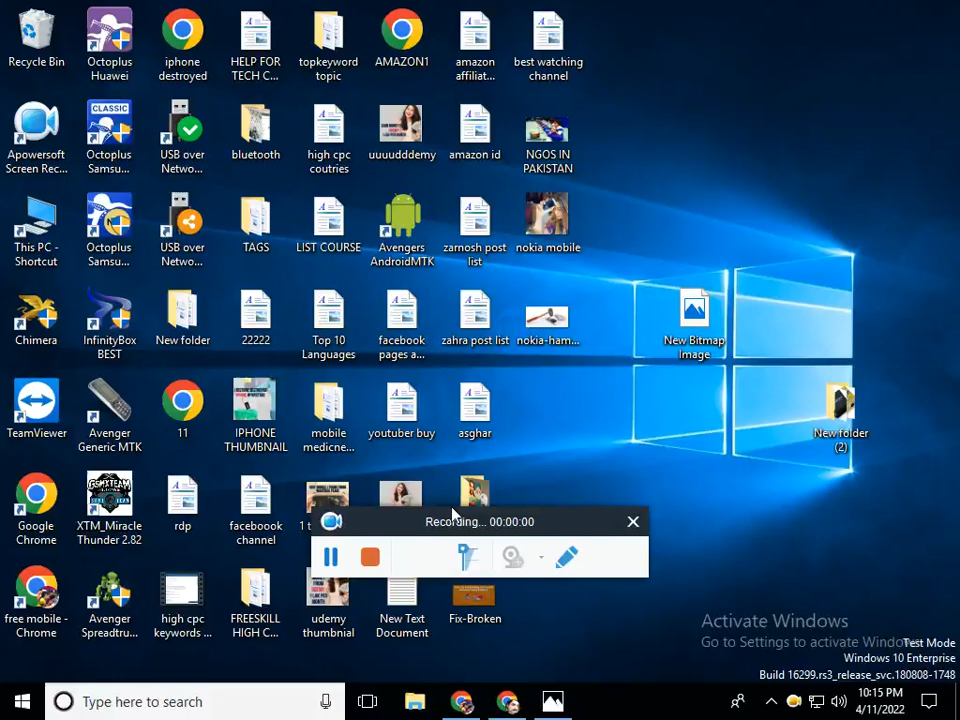 Recycle Bin
Octoplus
Huawei
iphone
destroyed
HELP FOR
TECH C...
topkeyword
topic
AMAZON1
amazon
affiliat...
best watching
channel
Apowersoft
Screen Rec...
CLASSIC
Octoplus
Samsu...
USB over
Netwo...
bluetooth
high cpc
coutries
uuuudddemy
amazon id
NGOS IN
PAKISTAN
This PC -
Shortcut
Octoplus
Samsu...
USB over
Netwo...
TAGS
LIST COURSE
Avengers
AndroidMTK
zarnosh post
list
nokia mobile
Chimera
InfinityBox
BEST
New folder
22222
Top 10
Languages
facebook
pages a...
zahra post list
nokia-ham...
New Bitmap
Image
TeamViewer
Avenger
Generic MTK
11
IPHONE
THUMBNAIL
mobile
medicne...
youtuber buy
asghar
New folder
(2)
Google
Chrome
GSMXTEAM
XTM_Miracle
Thunder 2.82
rdp
faceboook
channel
1 t
Recording... 00:00:00
free mobile -
Chrome
Avenger
Spreadtru...
high cpc
keywords ...
FREESKILL
HIGH C...
udemy
thumbnial
New Text
Document
Fix-Broken
Activate Windows
Go to Settings to activate Windows.
Test Mode
Windows 10 Enterprise
Build 16299.rs3_release_svc.180808-1748
Type here to search
10:15 PM
4/11/2022